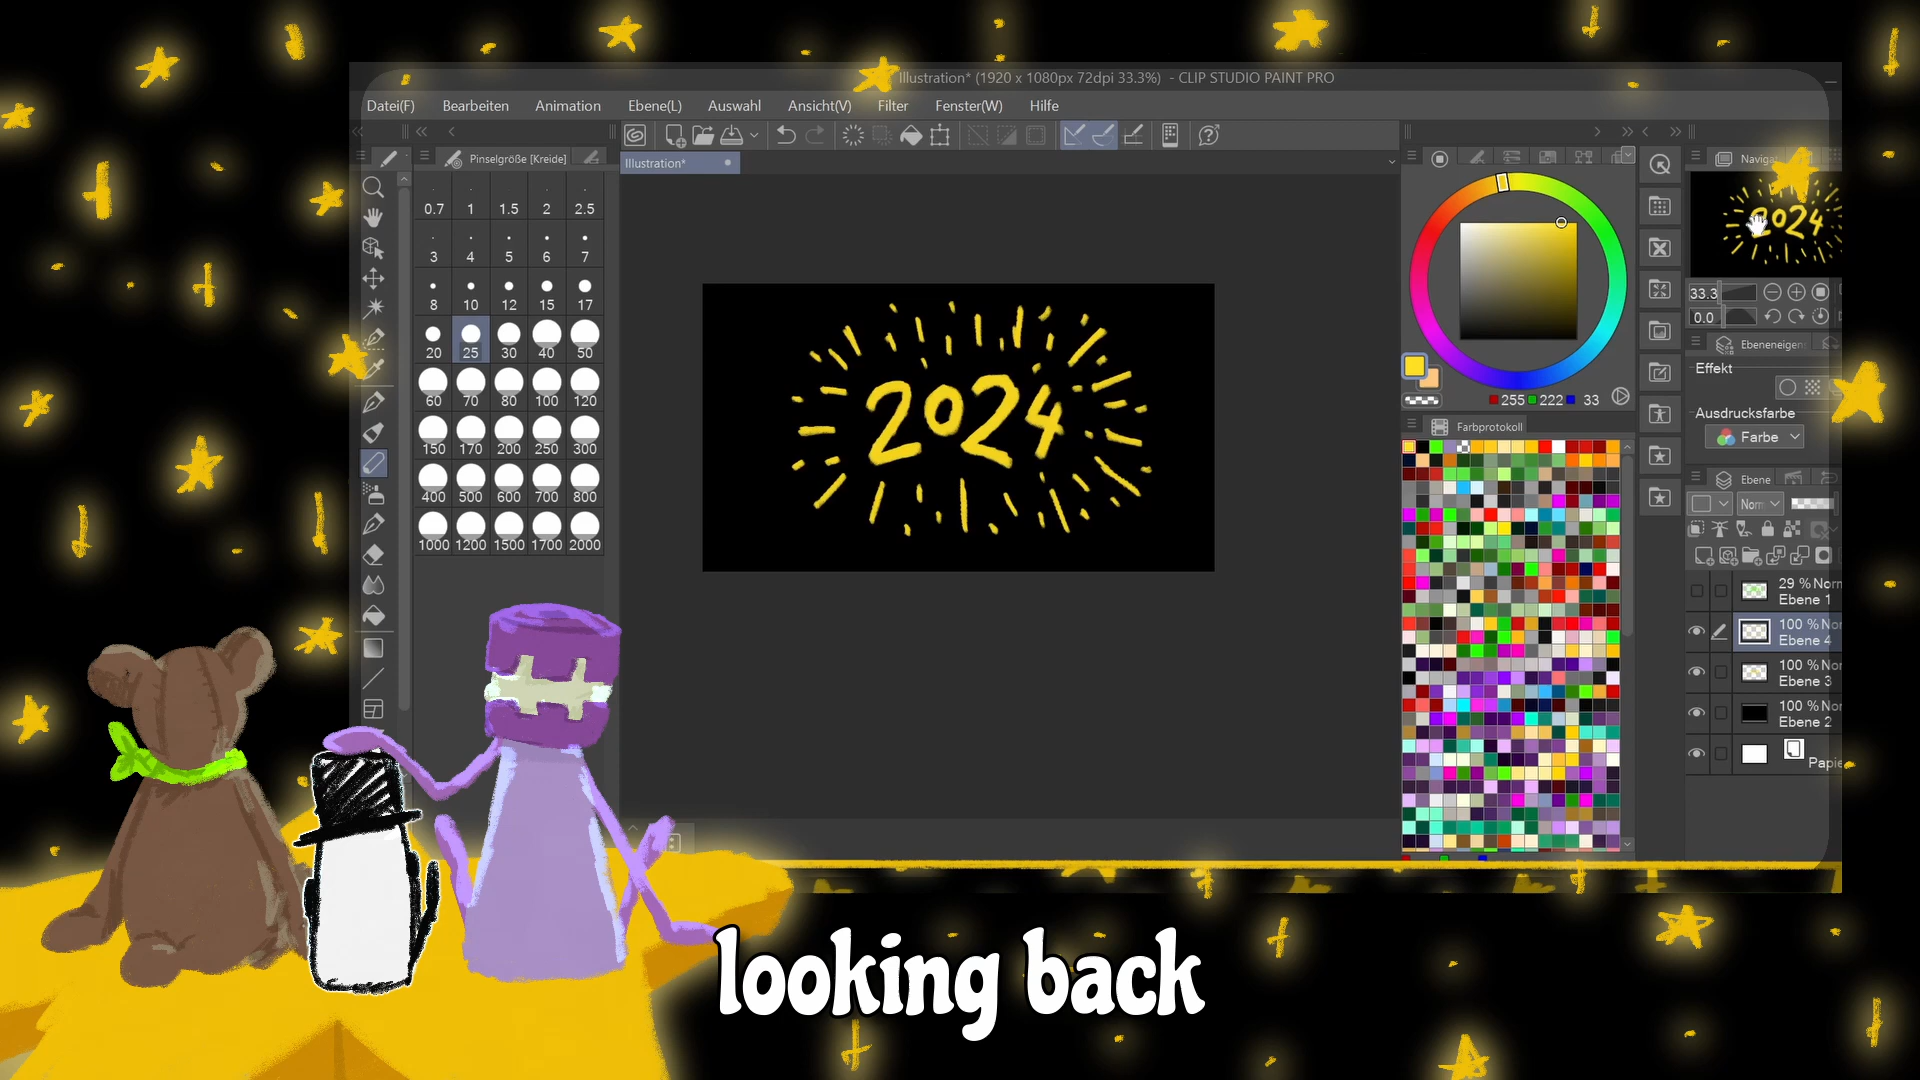 Illustration* (1920 x 1080px 72dpi 33.3%) - CLIP STUDIO PAINT PRO
Datei(F) Bearbeiten Animation Ebene(L) Auswahl Ansicht(V) Filter Fenster(W) Hilfe
Pinselgröße [Kreide]
Illustration*
0.7 1 1.5 2 2.5
3 4 5 6 7
8 10 12 15 17
20 25 30 40 50
60 70 80 100 120
150 170 200 250 300
400 500 600 700 800
1000 1200 1500 1700 2000
2024
255 222 33
Farbprotokoll
2024
33.3
0.0
Effekt
Ausdrucksfarbe
Farbe
Ebene
29 %
Ebene 1
100 %
Ebene 4
100 %
Ebene 3
100 %
Ebene 2
looking back